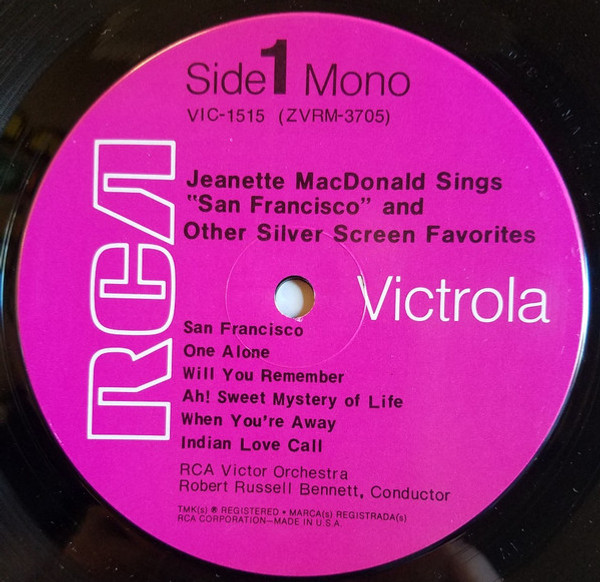 Side 1 Mono
VIC-1515 (ZVRM-3705)
RCA
Jeanette MacDonald Sings
"San Francisco" and
Other Silver Screen Favorites
Victrola
San Francisco
One Alone
Will You Remember
Ah! Sweet Mystery of Life
When You're Away
Indian Love Call
RCA Victor Orchestra
Robert Russell Bennett, Conductor
TMK(s) ® REGISTERED • MARCA(s) REGISTRADA(s)
RCA CORPORATION—MADE IN U.S.A.